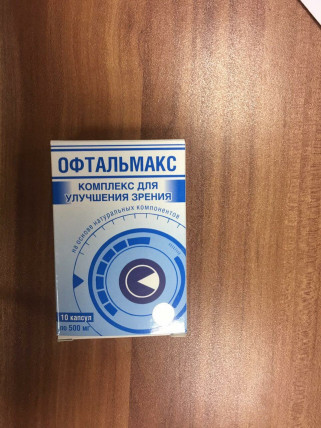 ОФТАЛЬМАКС
КОМПЛЕКС ДЛЯ
УЛУЧШЕНИЯ ЗРЕНИЯ
на основе натуральных компонентов
10 капсул
по 500 мг